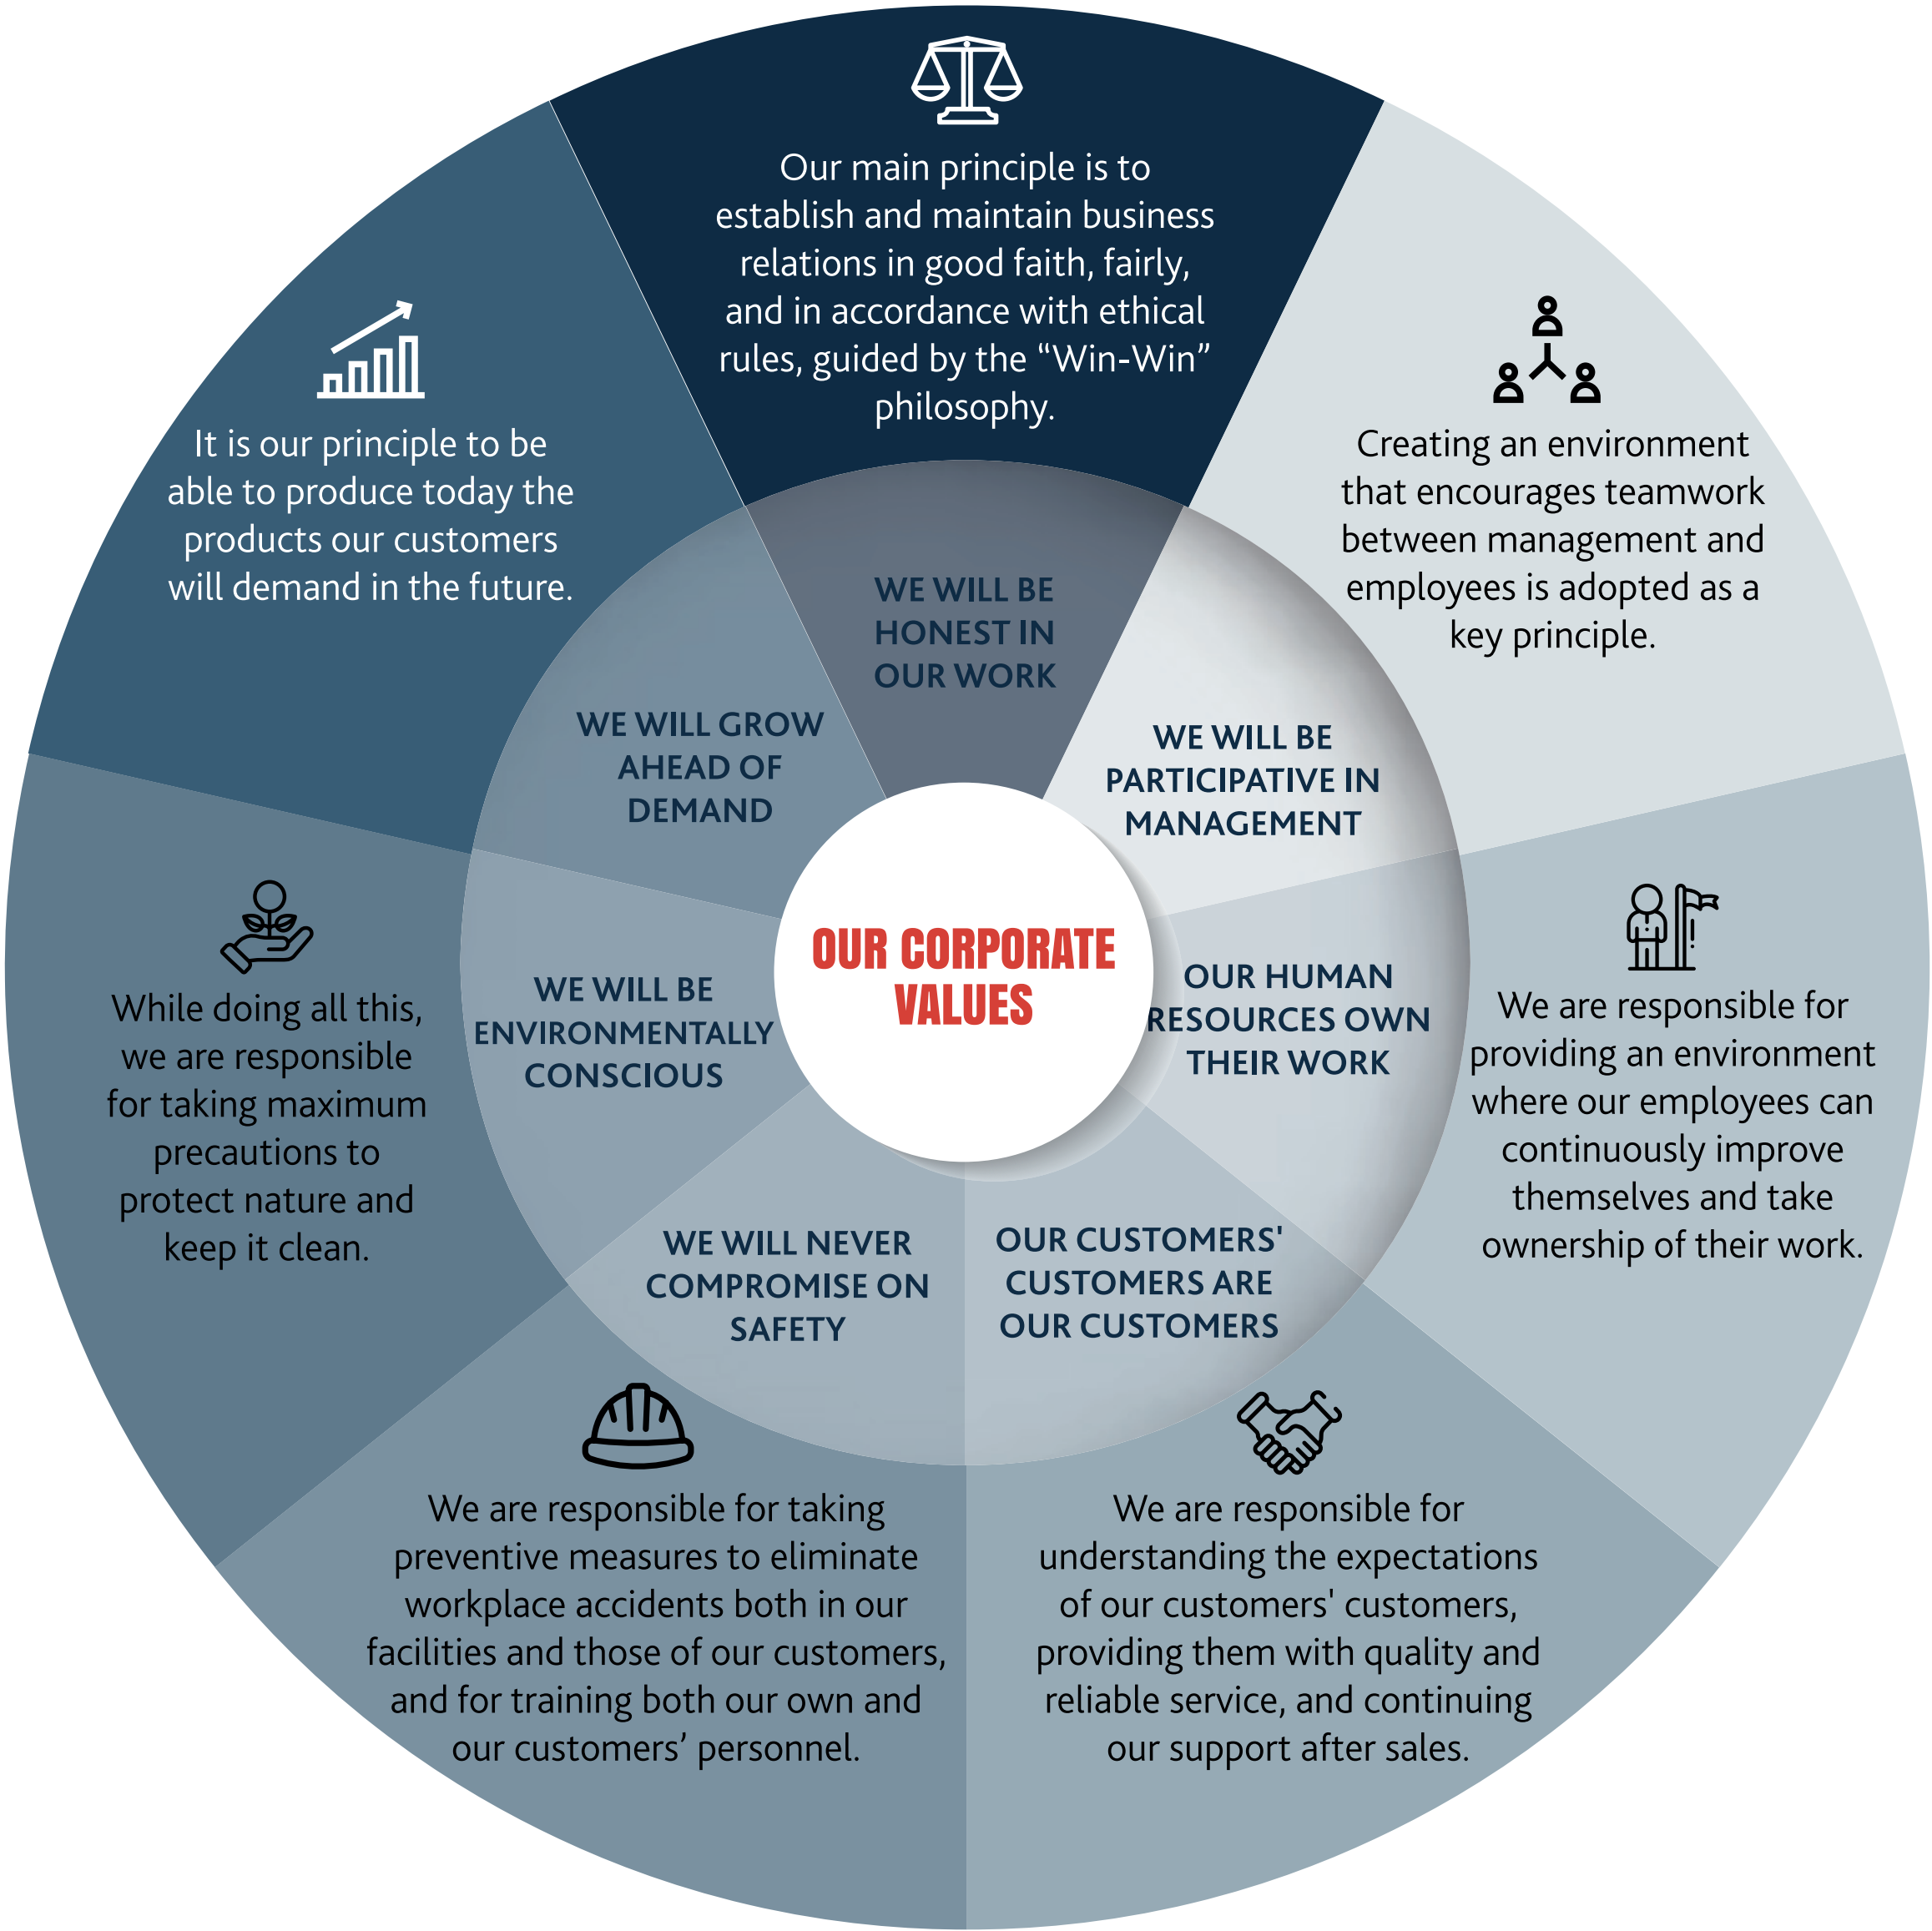 OUR CORPORATE
VALUES
Our main principle is to
establish and maintain business
relations in good faith, fairly,
and in accordance with ethical
rules, guided by the “Win-Win”
philosophy.
WE WILL BE
HONEST IN
OUR WORK
Creating an environment
that encourages teamwork
between management and
employees is adopted as a
key principle.
WE WILL BE
PARTICIPATIVE IN
MANAGEMENT
We are responsible for
providing an environment
where our employees can
continuously improve
themselves and take
ownership of their work.
OUR HUMAN
RESOURCES OWN
THEIR WORK
We are responsible for
understanding the expectations
of our customers' customers,
providing them with quality and
reliable service, and continuing
our support after sales.
OUR CUSTOMERS'
CUSTOMERS ARE
OUR CUSTOMERS
We are responsible for taking
preventive measures to eliminate
workplace accidents both in our
facilities and those of our customers,
and for training both our own and
our customers’ personnel.
WE WILL NEVER
COMPROMISE ON
SAFETY
While doing all this,
we are responsible
for taking maximum
precautions to
protect nature and
keep it clean.
WE WILL BE
ENVIRONMENTALLY
CONSCIOUS
It is our principle to be
able to produce today the
products our customers
will demand in the future.
WE WILL GROW
AHEAD OF
DEMAND